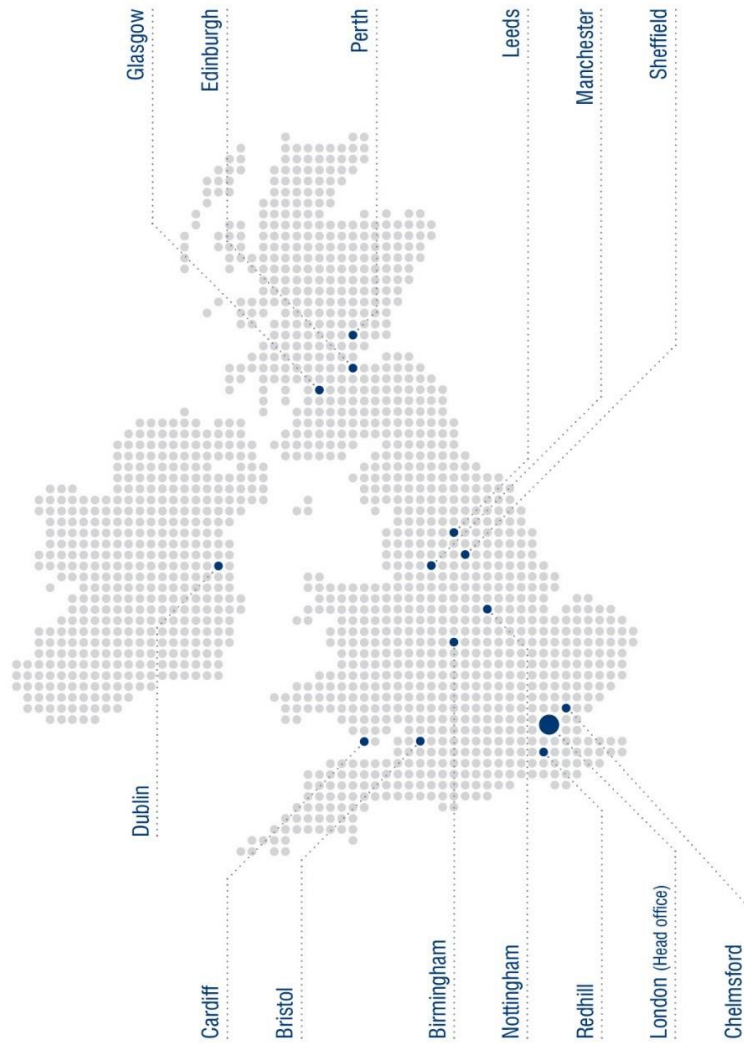 Glasgow
Edinburgh
Perth
Leeds
Manchester
Sheffield
Dublin
Cardiff
Bristol
Birmingham
Nottingham
Redhill
London (Head office)
Chelmsford